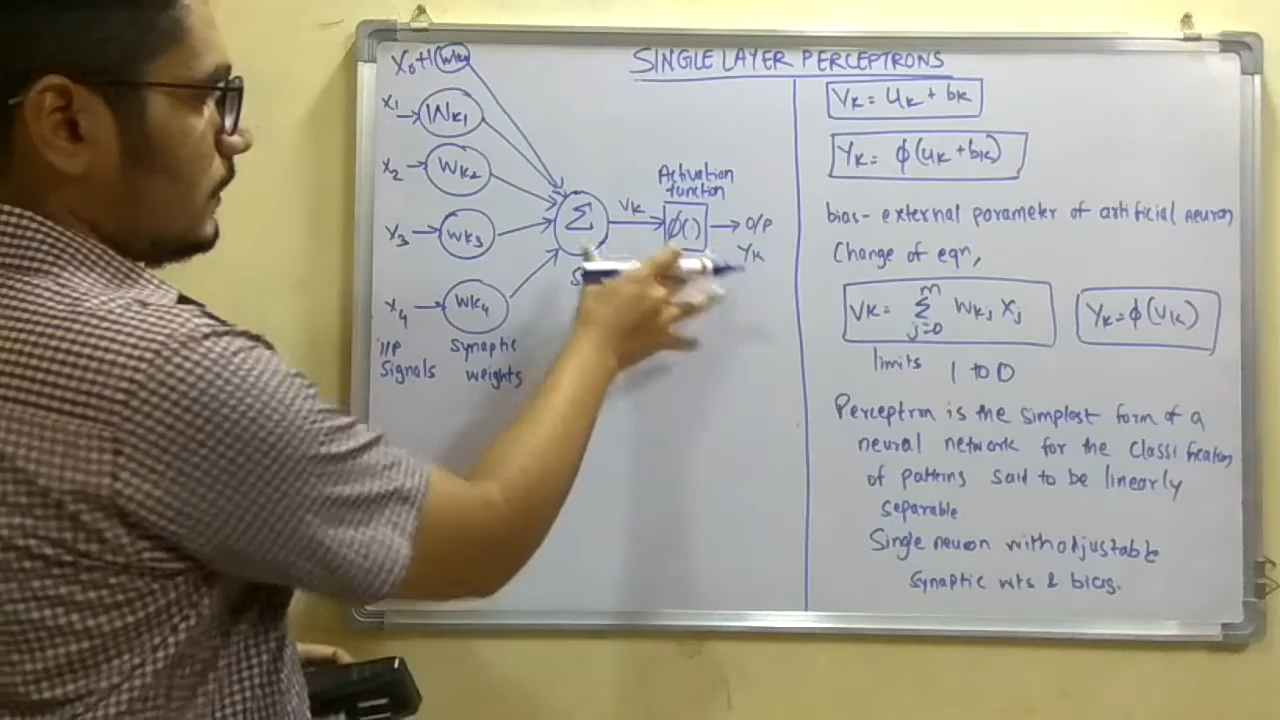 SINGLE LAYER PERCEPTRONS
X₀ +1
x₁ Wk₁
x₂ Wk₂
x₃ wk₃
x₄ wk₄
I/P
Signals
Synaptic
weights
Σ
VK
Activation
function
ϕ(·)
O/P
YK
VK = UK + bK
YK = ϕ(UK + bK)
bias - external parameter of artificial neuron
Change of eqn,
VK = Σ m j=0 WKj Xj
YK = ϕ(VK)
limits 1 to 0
Perceptron is the simplest form of a
neural network for the classification
of patterns said to be linearly
separable
Single neuron with adjustable
Synaptic wts & bias.